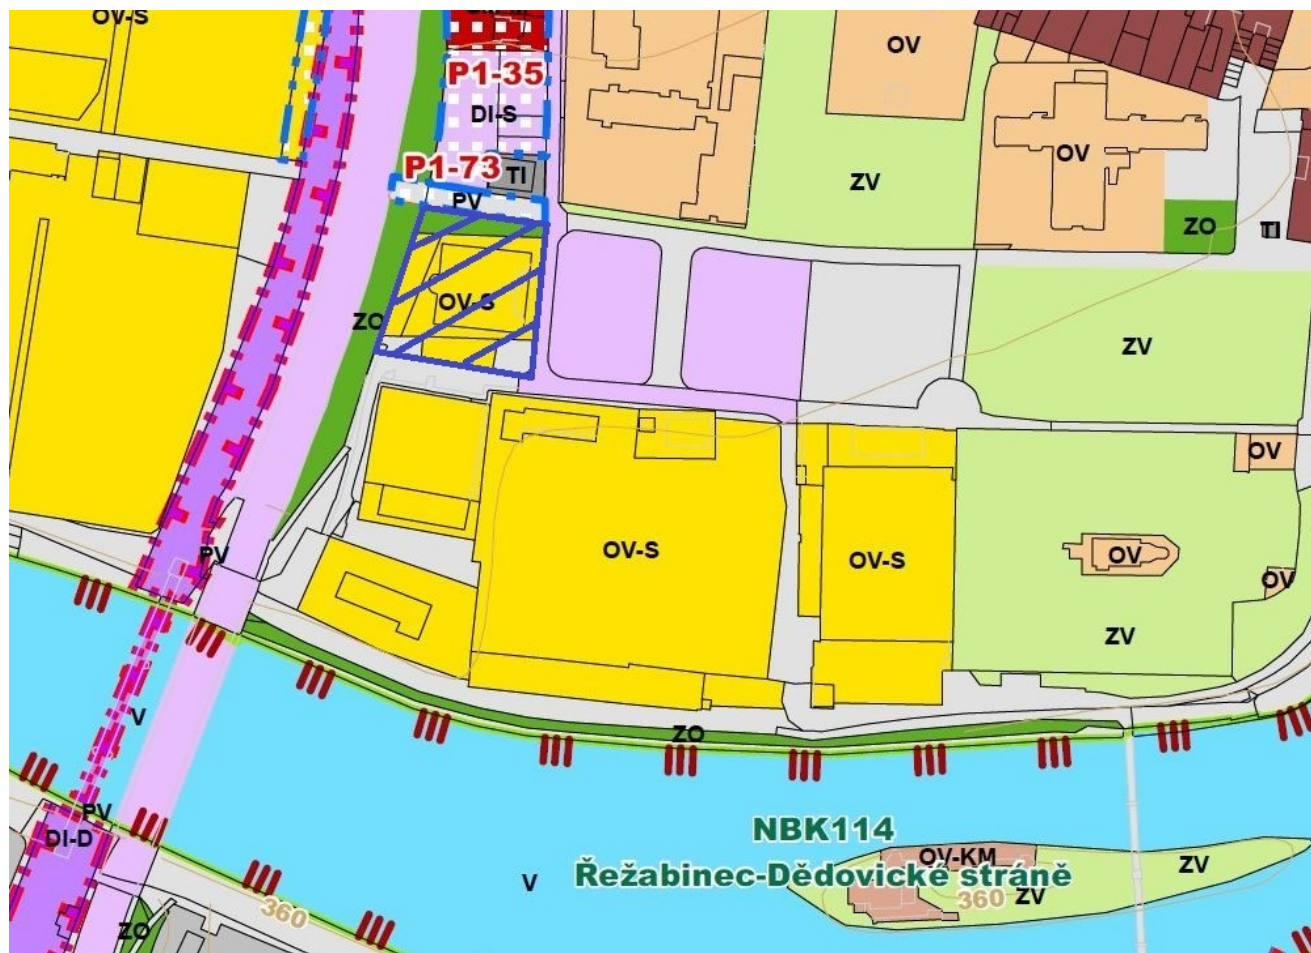 OV-S
P1-35
DI-S
P1-73
TI
PV
OV
OV
ZV
ZO
TI
OV-S
ZO
ZV
OV
OV-S
OV-S
OV
OV
PV
ZV
V
ZO
PV
DI-D
NBK114
OV-KM
ZV
Řežabinec-Dědovické stráně
V
ZV
360
360
ZO